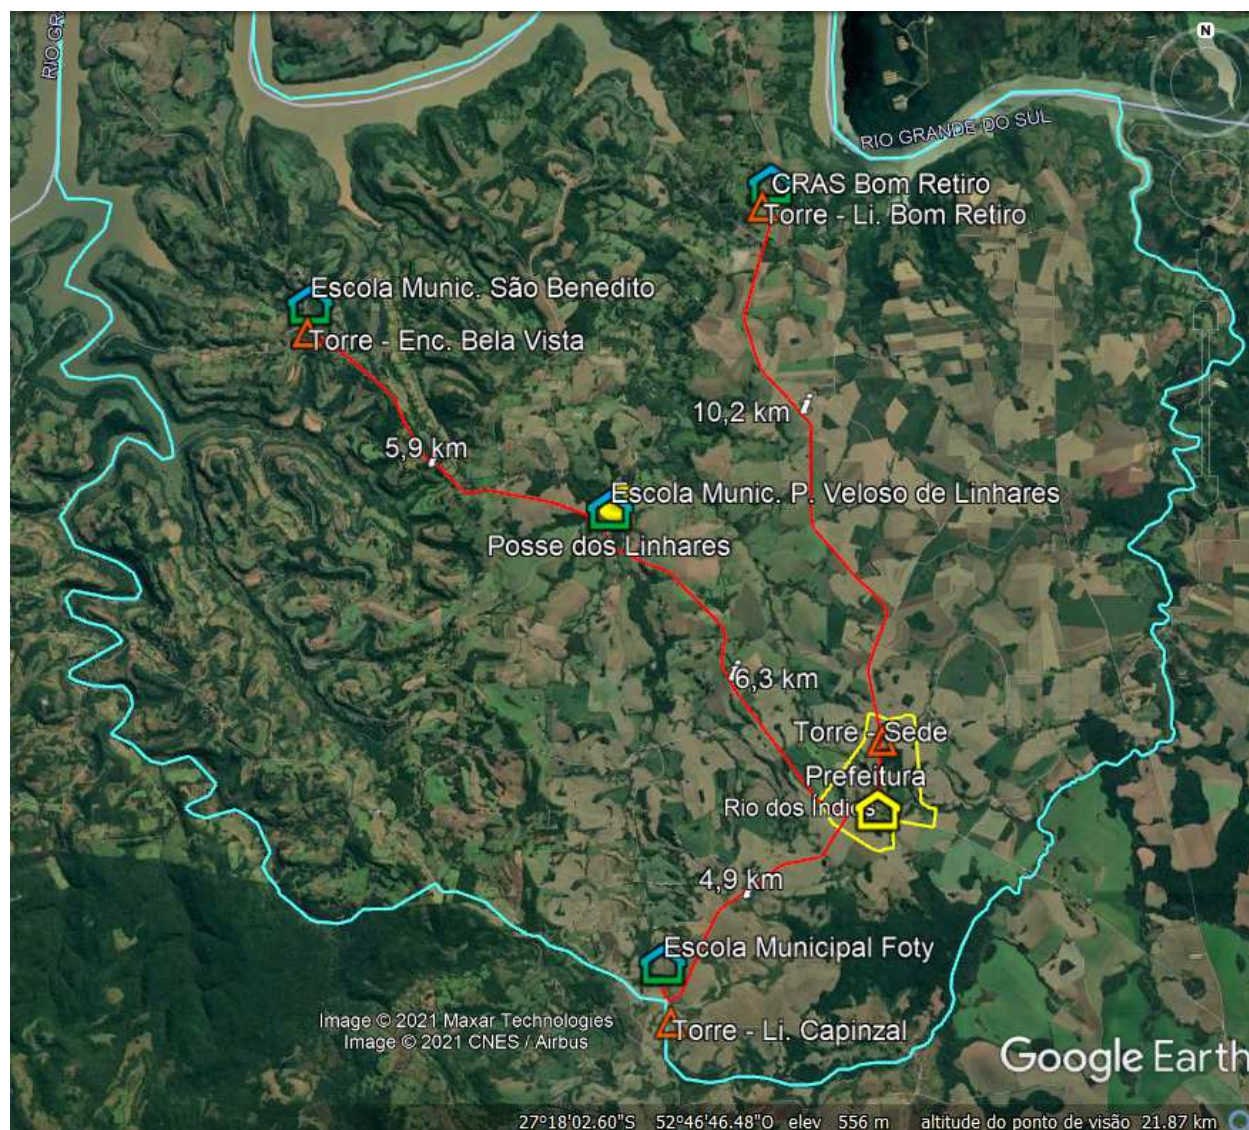 RIO GRA
N
RIO GRANDE DO SUL
CRAS Bom Retiro
Torre - Li. Bom Retiro
Escola Munic. São Benedito
Torre - Enc. Bela Vista
10,2 km
5,9 km
Escola Munic. P. Veloso de Linhares
Posse dos Linhares
6,3 km
Torre - Sede
Prefeitura
Rio dos Índios
4,9 km
Escola Municipal Foty
Image © 2021 Maxar Technologies
Image © 2021 CNES / Airbus
Torre - Li. Capinzal
Google Earth
27°18'02.60"S 52°46'46.48"O elev 556 m altitude do ponto de visão 21.87 km